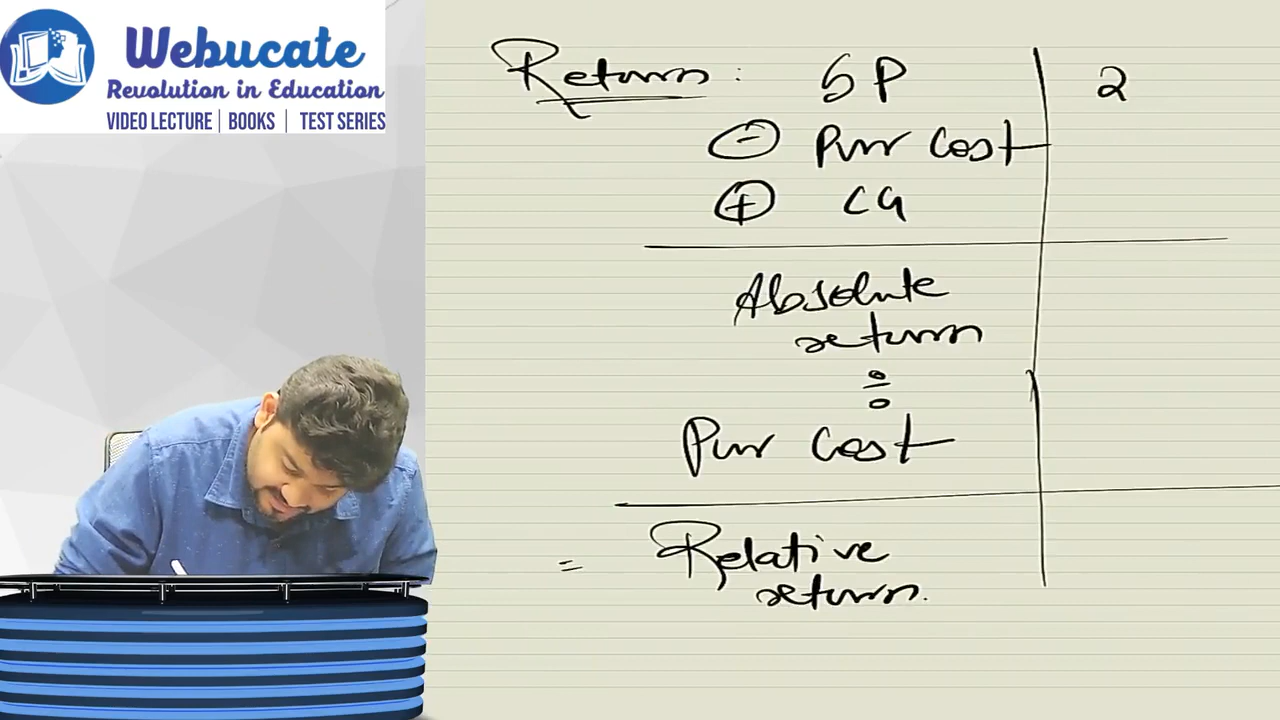 Webucate
Revolution in Education
VIDEO LECTURE | BOOKS | TEST SERIES
Return : SP 2
- Pur Cost
+ CG
Absolute
return
÷
Pur Cost
= Relative
return.